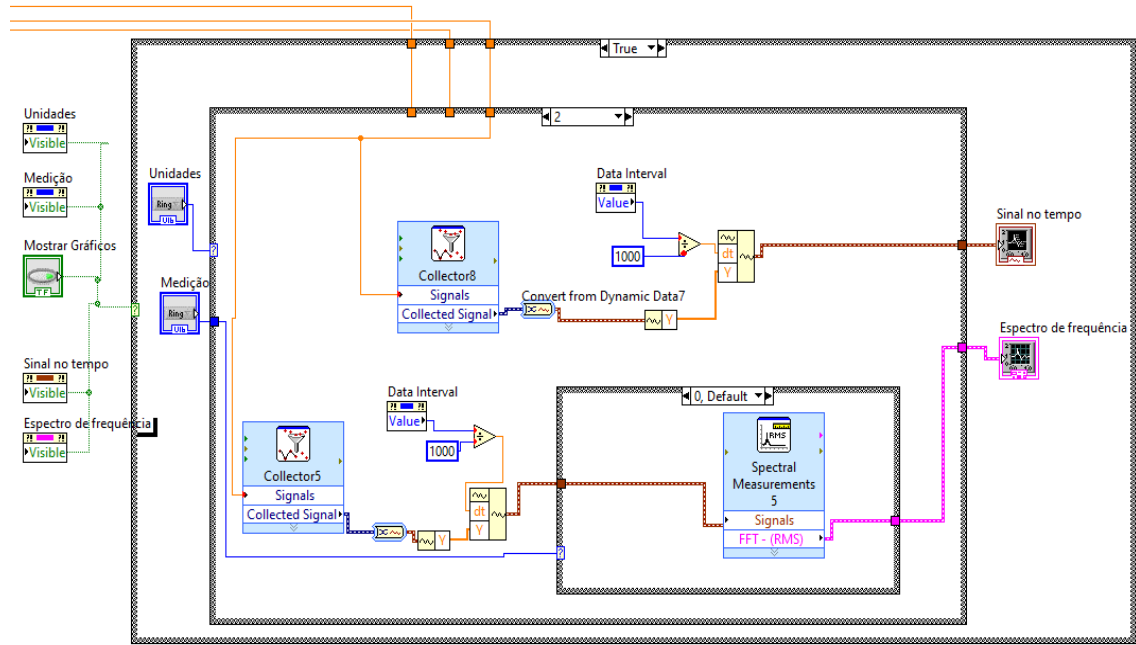 True
2
Unidades
?! ?!
Visible
Medição
?! ?!
Visible
Mostrar Gráficos
TF
Sinal no tempo
?! ?!
Visible
Espectro de frequência
?! ?!
Visible
Unidades
Ring
U16
?
Medição
Ring
U16
?
Collector8
Signals
Collected Signal
Convert from Dynamic Data7
Y
Data Interval
?! ?!
Value
1000
÷
dt
Y
Sinal no tempo
Espectro de frequência
Data Interval
?! ?!
Value
1000
÷
Collector5
Signals
Collected Signal
Y
dt
Y
?
0, Default
RMS
Spectral
Measurements
5
Signals
FFT - (RMS)